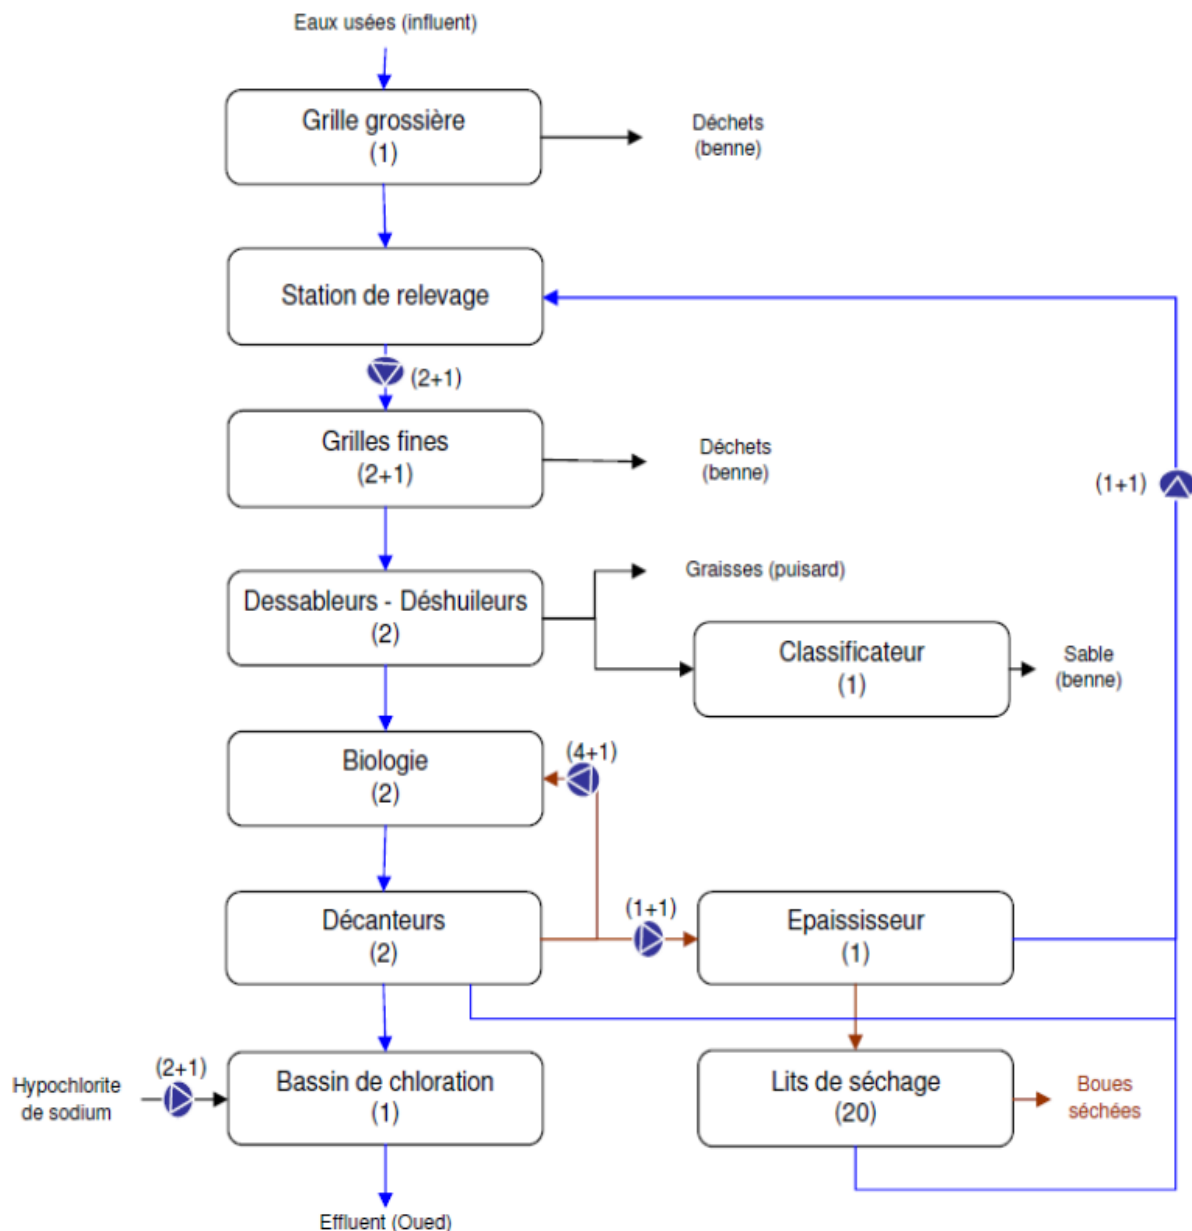 Eaux usées (influent)
Grille grossière
(1)
Déchets
(benne)
Station de relevage
(2+1)
Grilles fines
(2+1)
Déchets
(benne)
(1+1)
Graisses (puisard)
Dessableurs - Déshuileurs
(2)
Classificateur
(1)
Sable
(benne)
Biologie
(2)
(4+1)
Décanteurs
(2)
(1+1)
Epaississeur
(1)
Hypochlorite
de sodium
(2+1)
Bassin de chloration
(1)
Lits de séchage
(20)
Boues
séchées
Effluent (Oued)